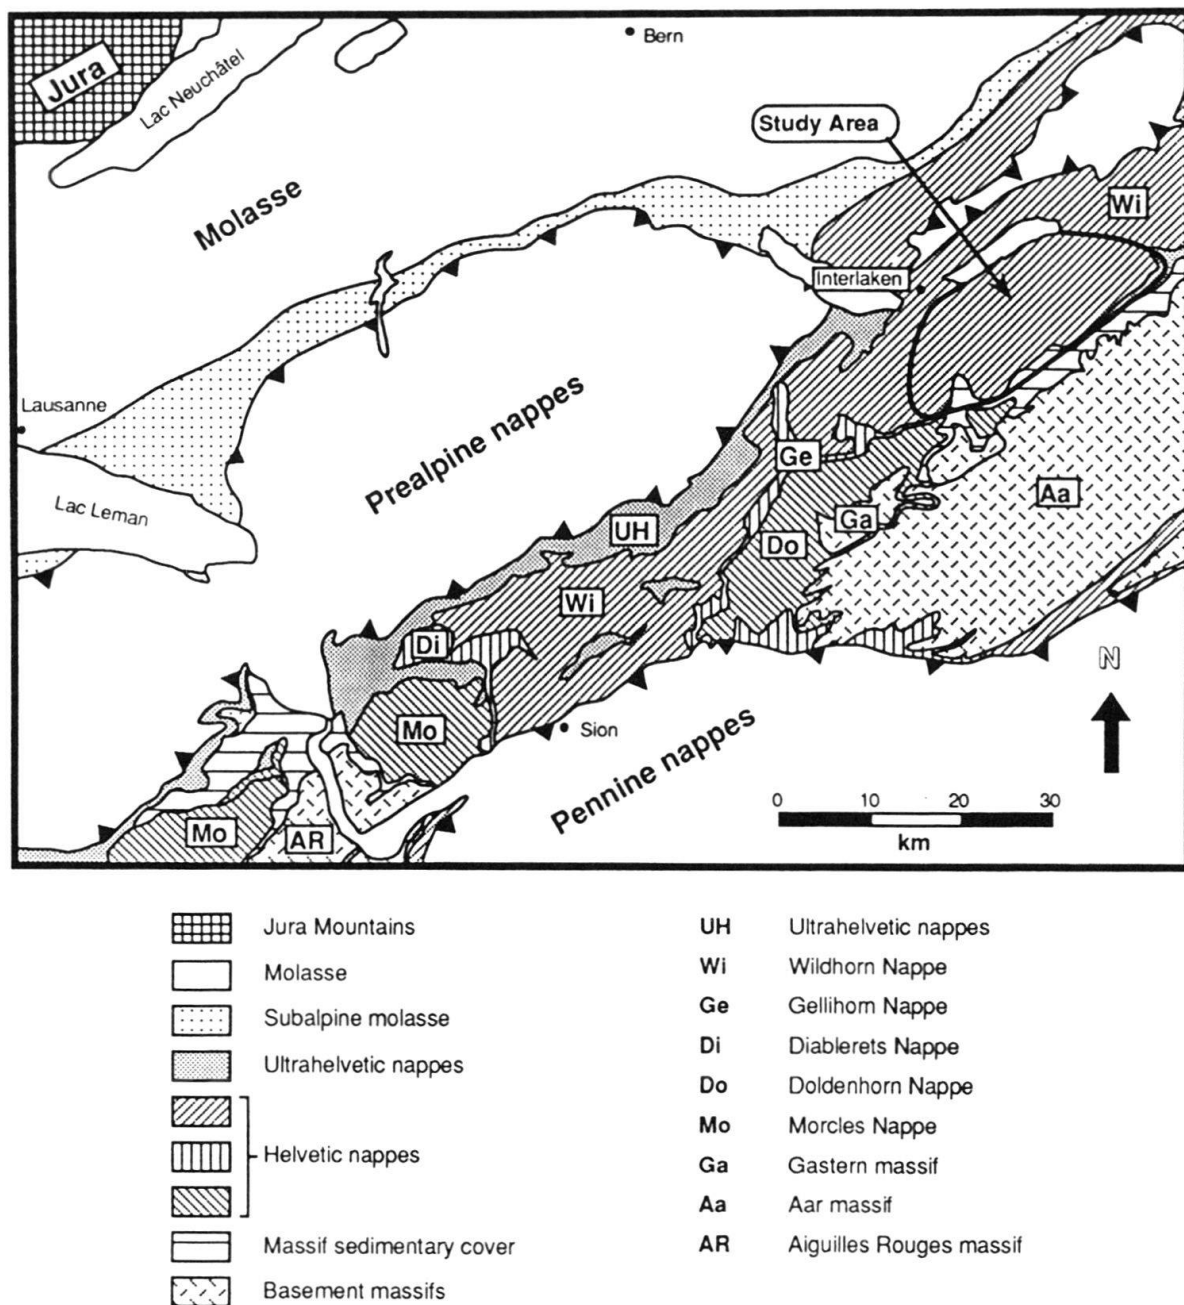 Bern
Jura
Lac Neuchâtel
Study Area
Molasse
Wi
Interlaken
Lausanne
Prealpine nappes
Lac Leman
Ge
Aa
Ga
UH
Do
Wi
Di
N
Mo
Sion
Pennine nappes
0 10 20 30
km
Mo
AR
Jura Mountains
Molasse
Subalpine molasse
Ultrahelvetic nappes
Helvetic nappes
Massif sedimentary cover
Basement massifs
UH Ultrahelvetic nappes
Wi Wildhorn Nappe
Ge Gellihorn Nappe
Di Diablerets Nappe
Do Doldenhorn Nappe
Mo Morcles Nappe
Ga Gastern massif
Aa Aar massif
AR Aiguilles Rouges massif